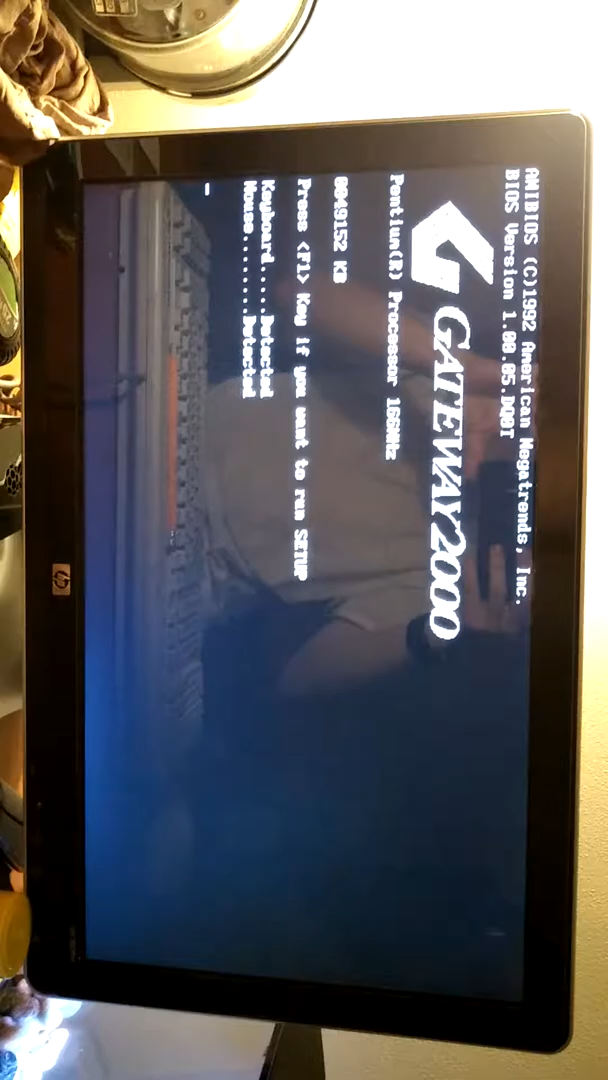 AMIBIOS (C)1992 American Megatrends, Inc.
BIOS Version 1.00.05.DQ0T
GATEWAY2000
Pentium(R) Processor 166MHz
0049152 KB
Press <F1> Key if you want to run SETUP
Keyboard.....Detected
Mouse........Detected
hp